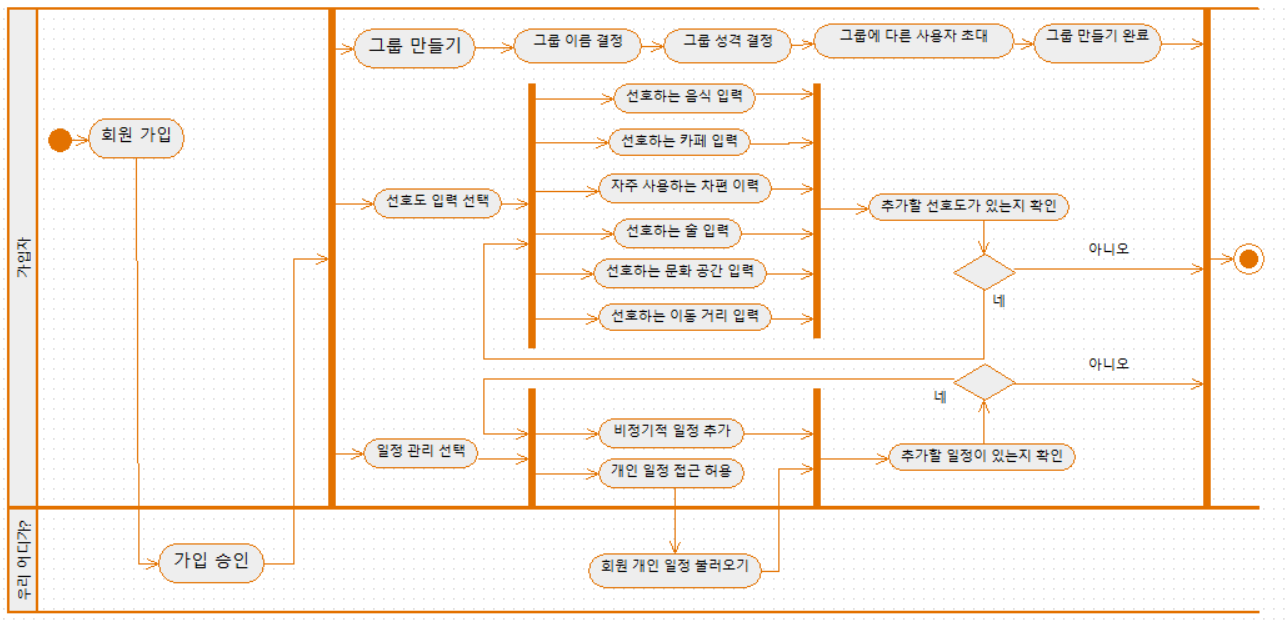 가입자
우리 어디가?
회원 가입
가입 승인
그룹 만들기
그룹 이름 결정
그룹 성격 결정
그룹에 다른 사용자 초대
그룹 만들기 완료
선호도 입력 선택
선호하는 음식 입력
선호하는 카페 입력
자주 사용하는 차편 이력
선호하는 술 입력
선호하는 문화 공간 입력
선호하는 이동 거리 입력
추가할 선호도가 있는지 확인
아니오
네
일정 관리 선택
비정기적 일정 추가
개인 일정 접근 허용
회원 개인 일정 불러오기
추가할 일정이 있는지 확인
네
아니오